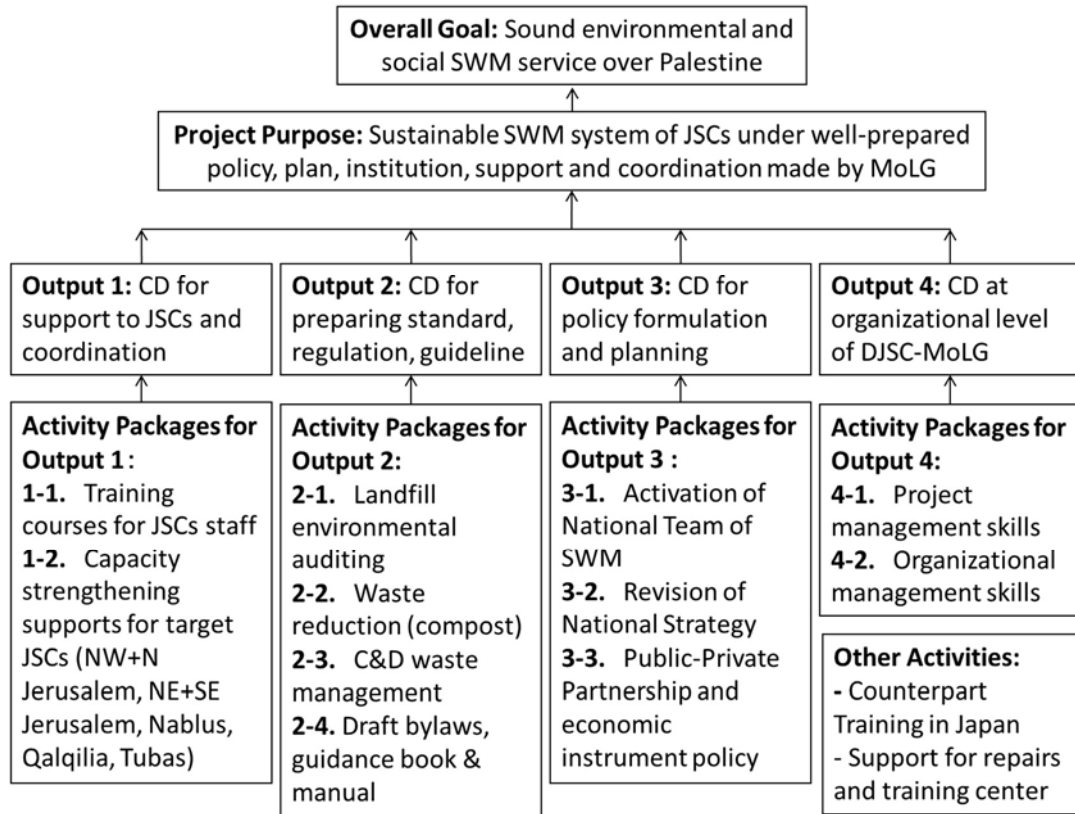 Overall Goal: Sound environmental and
social SWM service over Palestine
Project Purpose: Sustainable SWM system of JSCs under well-prepared
policy, plan, institution, support and coordination made by MoLG
Output 1: CD for
support to JSCs and
coordination
Output 2: CD for
preparing standard,
regulation, guideline
Output 3: CD for
policy formulation
and planning
Output 4: CD at
organizational level
of DJSC-MoLG
Activity Packages for
Output 1:
1-1. Training
courses for JSCs staff
1-2. Capacity
strengthening
supports for target
JSCs (NW+N
Jerusalem, NE+SE
Jerusalem, Nablus,
Qalqilia, Tubas)
Activity Packages for
Output 2:
2-1. Landfill
environmental
auditing
2-2. Waste
reduction (compost)
2-3. C&D waste
management
2-4. Draft bylaws,
guidance book &
manual
Activity Packages for
Output 3 :
3-1. Activation of
National Team of
SWM
3-2. Revision of
National Strategy
3-3. Public-Private
Partnership and
economic
instrument policy
Activity Packages for
Output 4:
4-1. Project
management skills
4-2. Organizational
management skills
Other Activities:
- Counterpart
Training in Japan
- Support for repairs
and training center